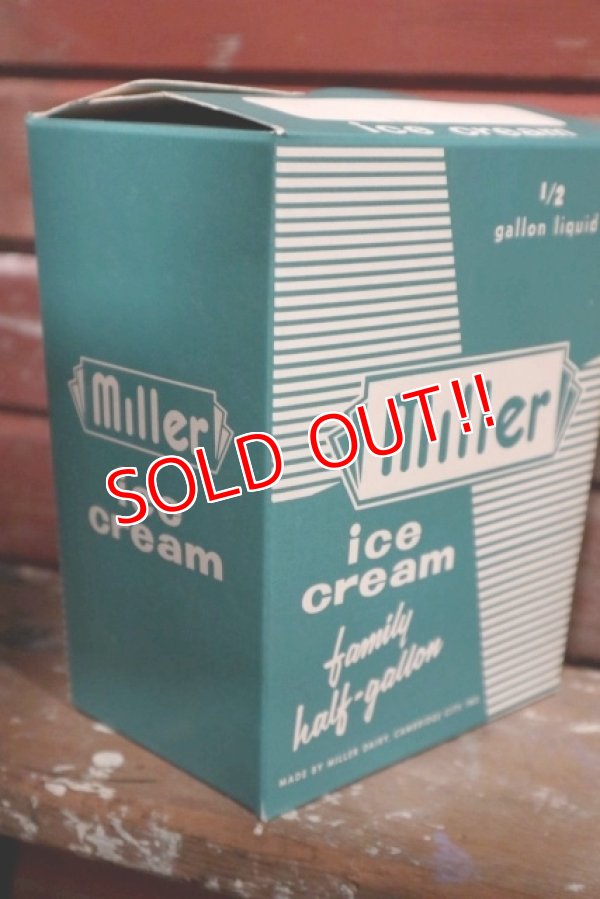 ice cream
1/2
gallon liquid
Miller
ice
cream
Miller
ice
cream
family
half-gallon
MADE BY MILLER DAIRY, CAMBRIDGE CITY, IND.
SOLD OUT!!